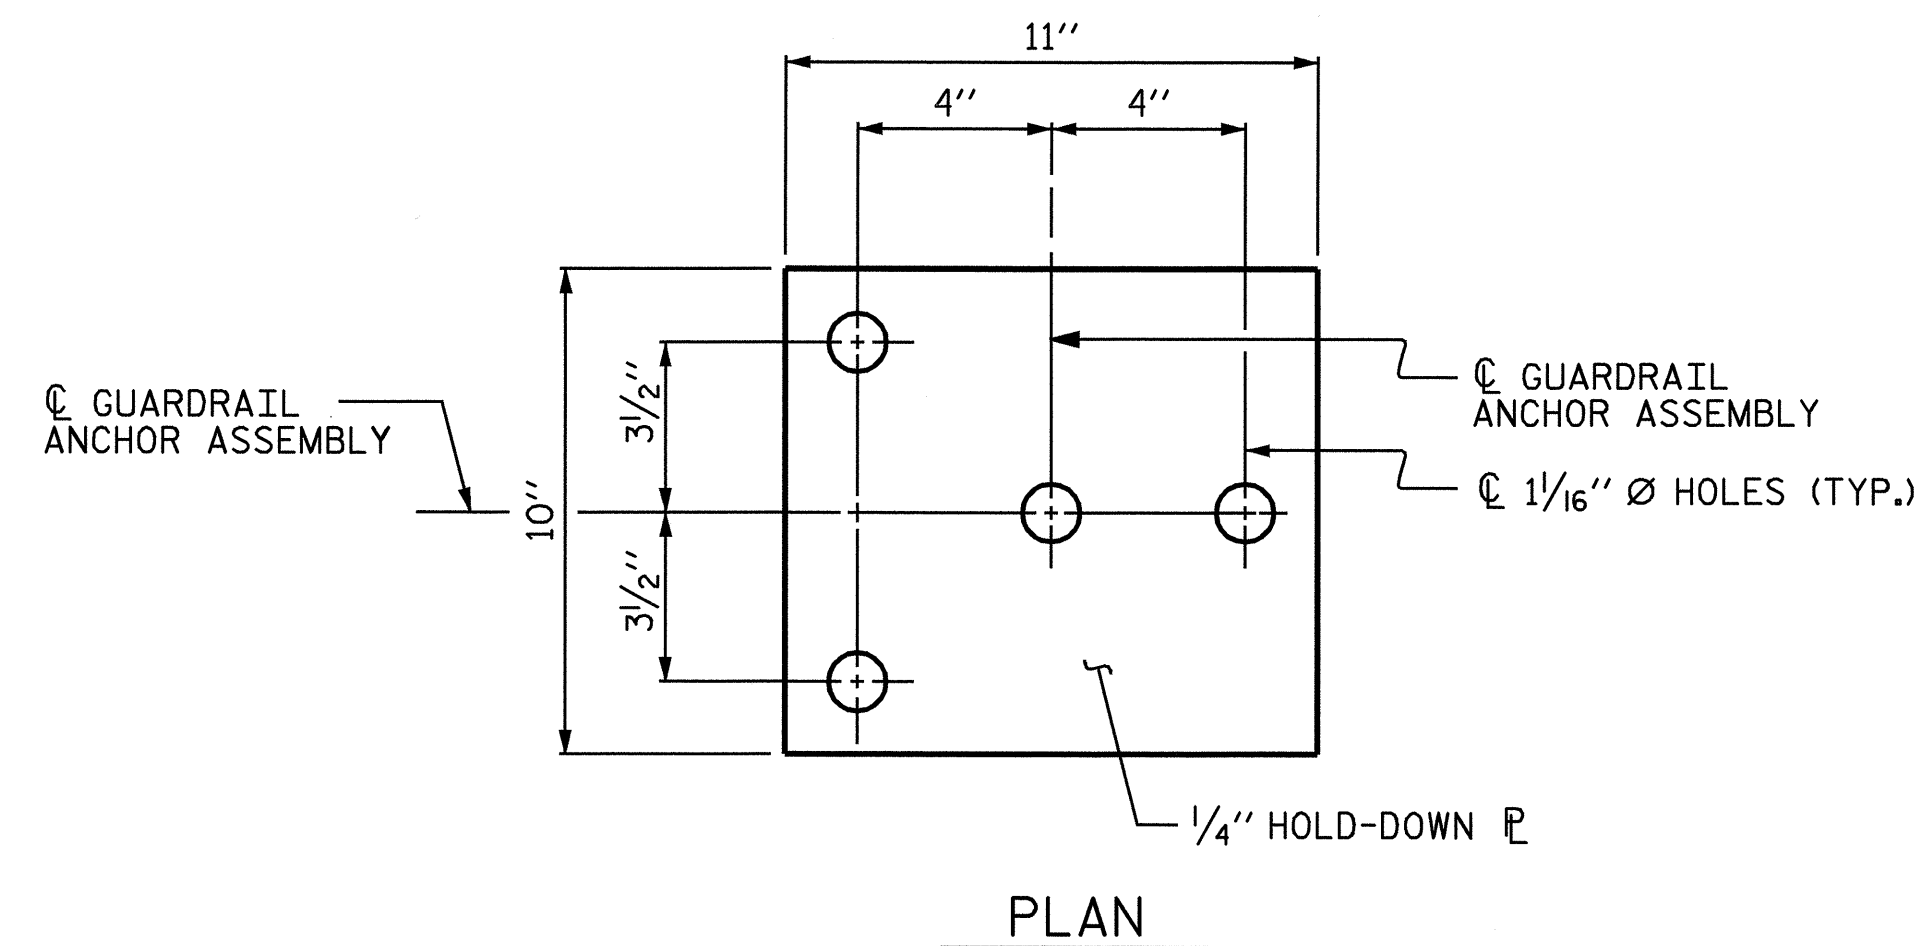 11"
4" 4"
℄ GUARDRAIL
ANCHOR ASSEMBLY
10"
3 1/2"
3 1/2"
℄ GUARDRAIL
ANCHOR ASSEMBLY
℄ 1 1/16" Ø HOLES (TYP.)
1/4" HOLD-DOWN ⅊
PLAN